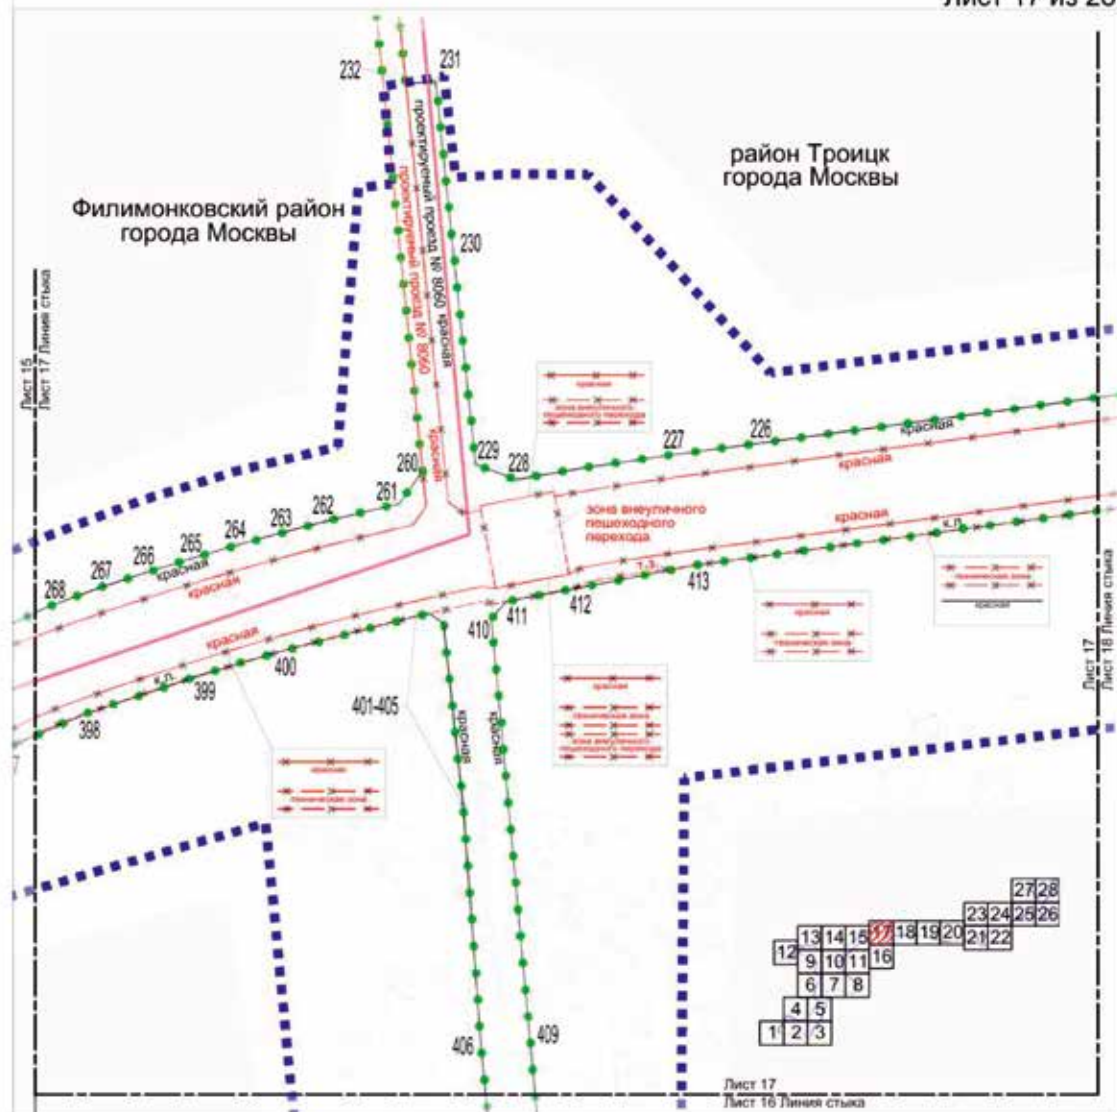 Лист 17 из 28
231
232
проектируемый проезд № 8060 красная
проектируемый проезд № 8060
район Троицк
города Москвы
Филимонковский район
города Москвы
230
Лист 15
Лист 17 Линия стыка
красная
зона внеуличного
пешеходного перехода
229
228
227
226
красная
красная
260
красная
261
262
263
264
265
266
267
268
красная
красная
зона внеуличного
пешеходного
перехода
красная
к.л.
т.з.
413
412
411
410
техническая зона
красная
красная
техническая зона
Лист 17
Лист 18 Линия стыка
красная
400
399
к.л.
398
401-405
красная
красная
красная
техническая зона
зона внеуличного
пешеходного перехода
красная
техническая зона
406
409
27 28
23 24 25 26
13 14 15 17 18 19 20 21 22
12 9 10 11 16
6 7 8
4 5
1 2 3
Лист 17
Лист 16 Линия стыка